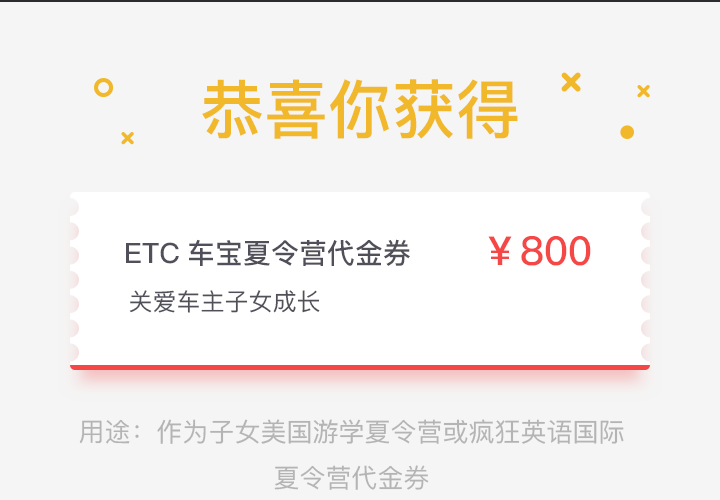 恭喜你获得
ETC 车宝夏令营代金券 ¥ 800
关爱车主子女成长
用途：作为子女美国游学夏令营或疯狂英语国际
夏令营代金券